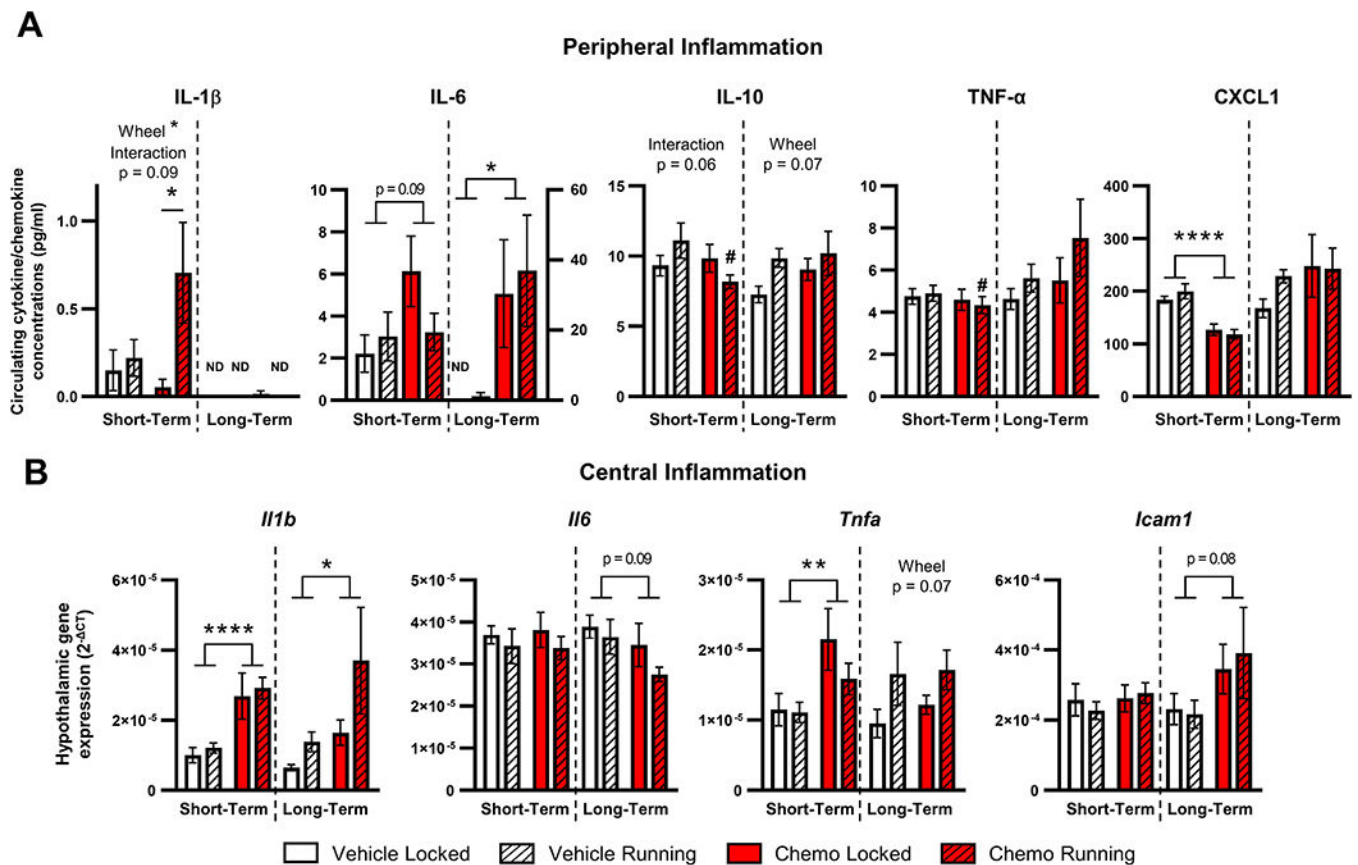 A
Peripheral Inflammation
IL-1β
IL-6
IL-10
TNF-α
CXCL1
Circulating cytokine/chemokine
concentrations (pg/ml)
Wheel *
Interaction
p = 0.09
*
1.0
0.5
0.0
ND ND ND
Short-Term Long-Term
p = 0.09
*
10
8
6
4
2
0
ND
60
40
20
0
Short-Term Long-Term
Interaction
p = 0.06
Wheel
p = 0.07
#
15
10
5
0
Short-Term Long-Term
10
8
6
4
2
0
#
Short-Term Long-Term
400
300
200
100
0
****
Short-Term Long-Term
B
Central Inflammation
Il1b
Il6
Tnfa
Icam1
Hypothalamic gene
expression (2-ΔCT)
6×10-5
4×10-5
2×10-5
0
****
*
Short-Term Long-Term
5×10-5
4×10-5
3×10-5
2×10-5
1×10-5
0
p = 0.09
Short-Term Long-Term
3×10-5
2×10-5
1×10-5
0
**
Wheel
p = 0.07
Short-Term Long-Term
6×10-4
4×10-4
2×10-4
0
p = 0.08
Short-Term Long-Term
Vehicle Locked Vehicle Running Chemo Locked Chemo Running